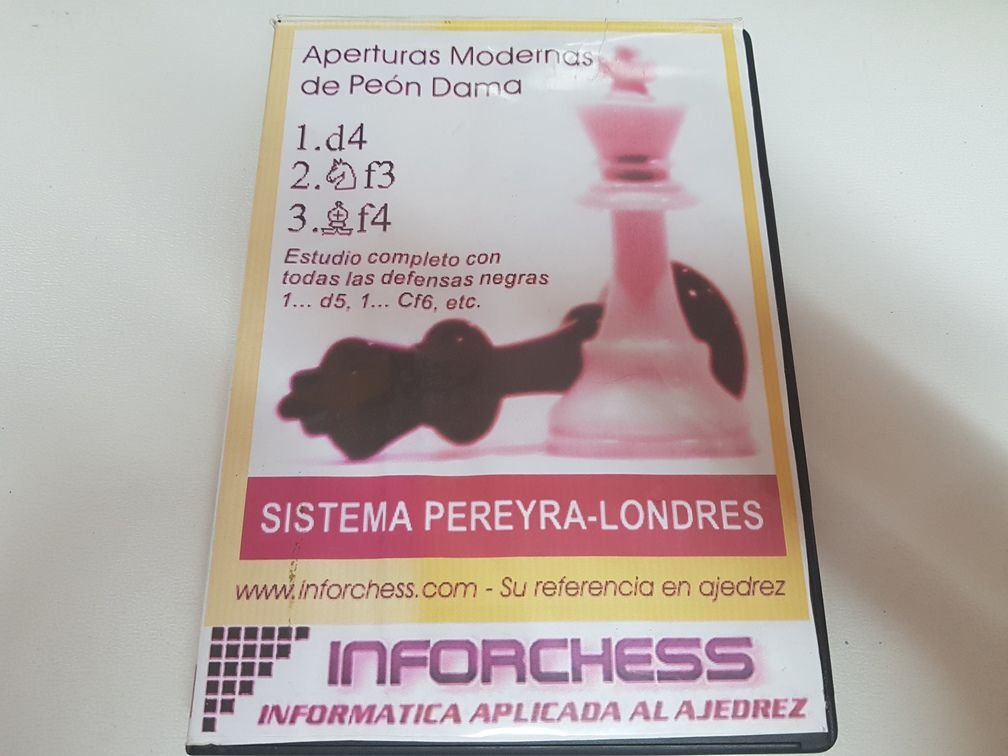 Aperturas Modernas
de Peón Dama
1.d4
2.♘f3
3.♗f4
Estudio completo con
todas las defensas negras
1... d5, 1... Cf6, etc.
SISTEMA PEREYRA-LONDRES
www.inforchess.com - Su referencia en ajedrez
INFORCHESS
INFORMATICA APLICADA AL AJEDREZ